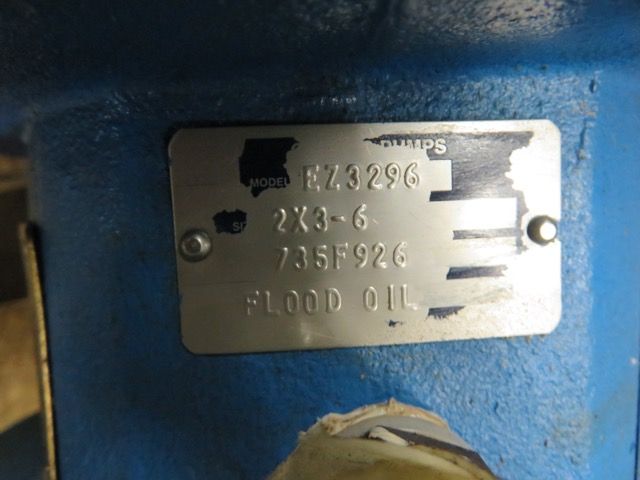 PUMPS
MODEL EZ3296
2X3-6
735F926
FLOOD OIL